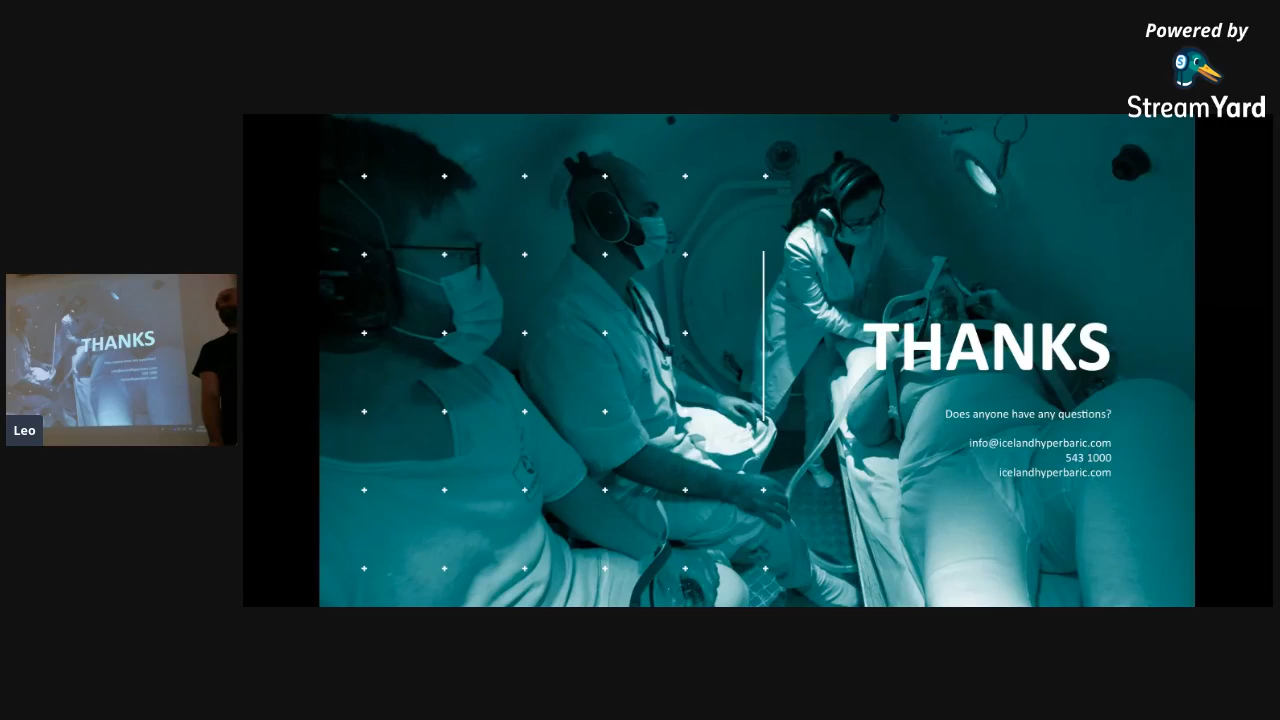 Powered by
StreamYard
THANKS
Does anyone have any questions?
info@icelandhyperbaric.com
543 1000
icelandhyperbaric.com
THANKS
Leo